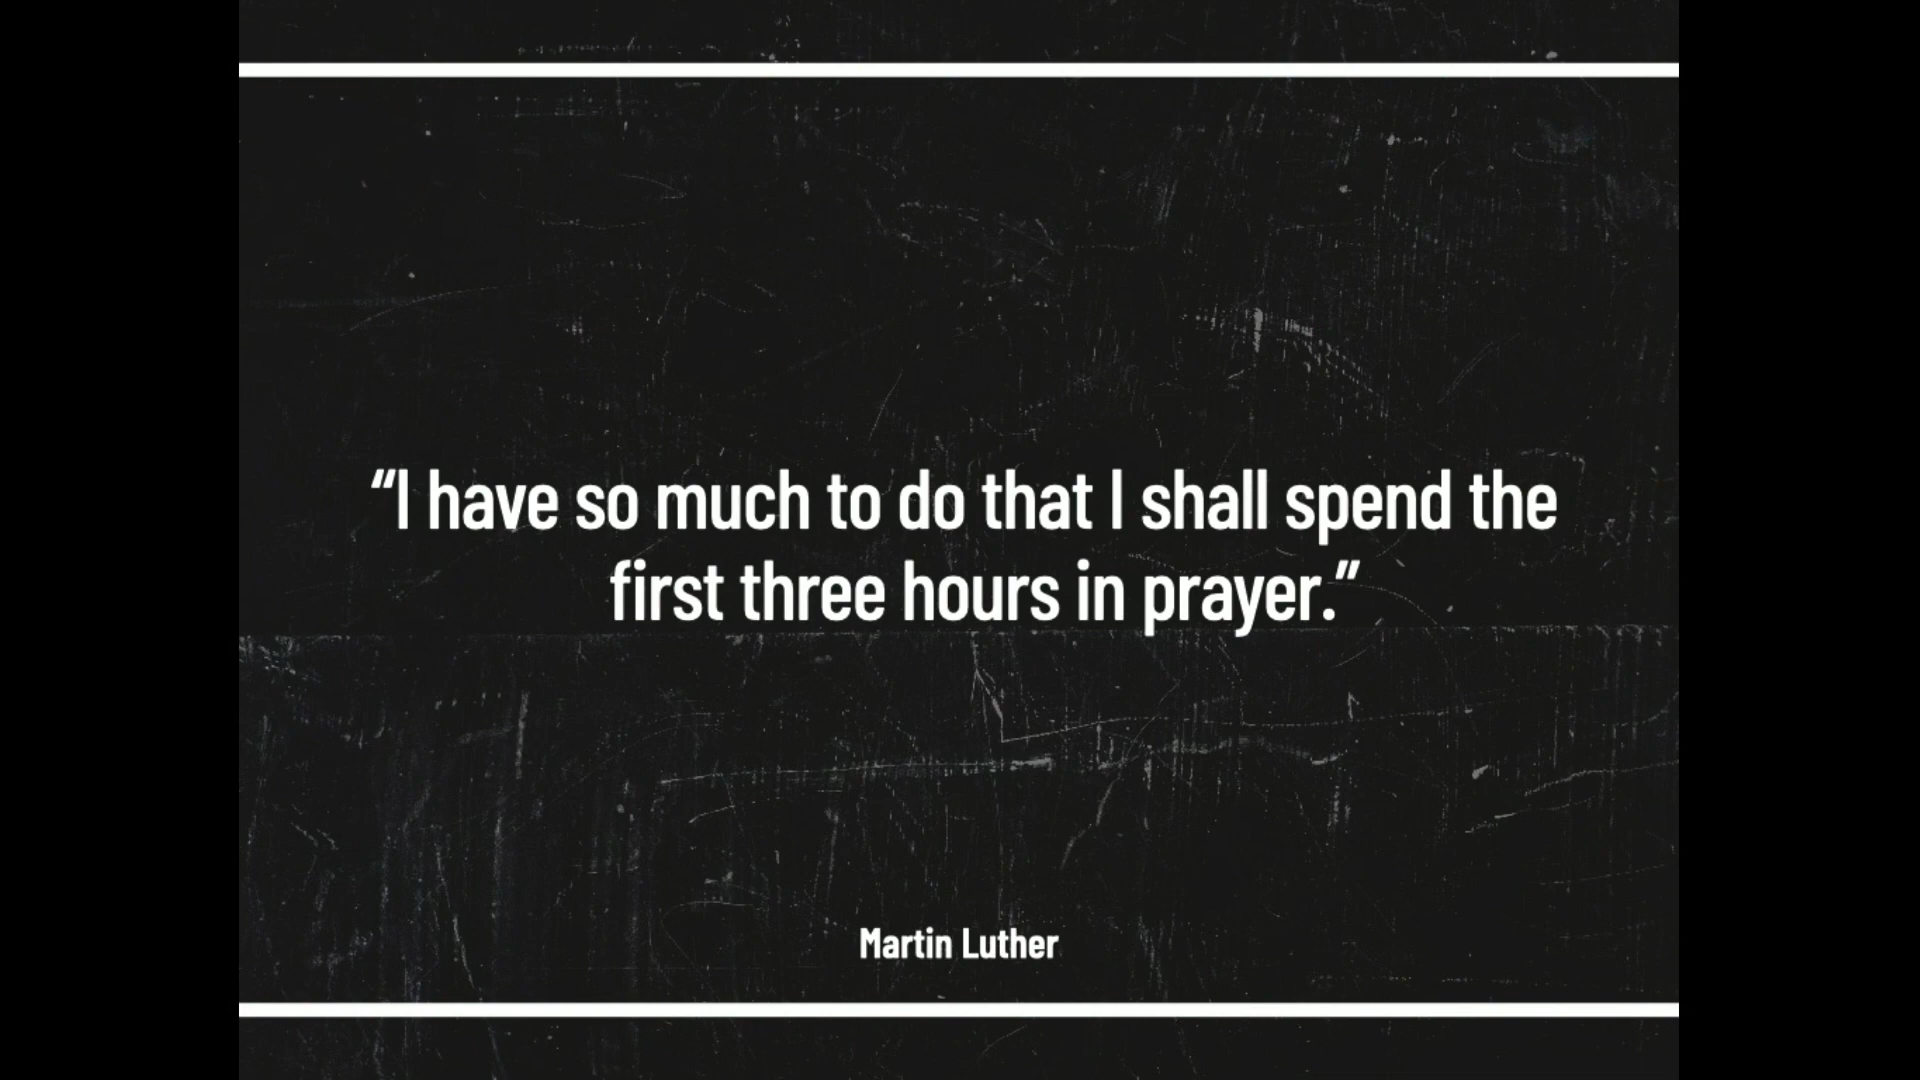 “I have so much to do that I shall spend the
first three hours in prayer.”
Martin Luther